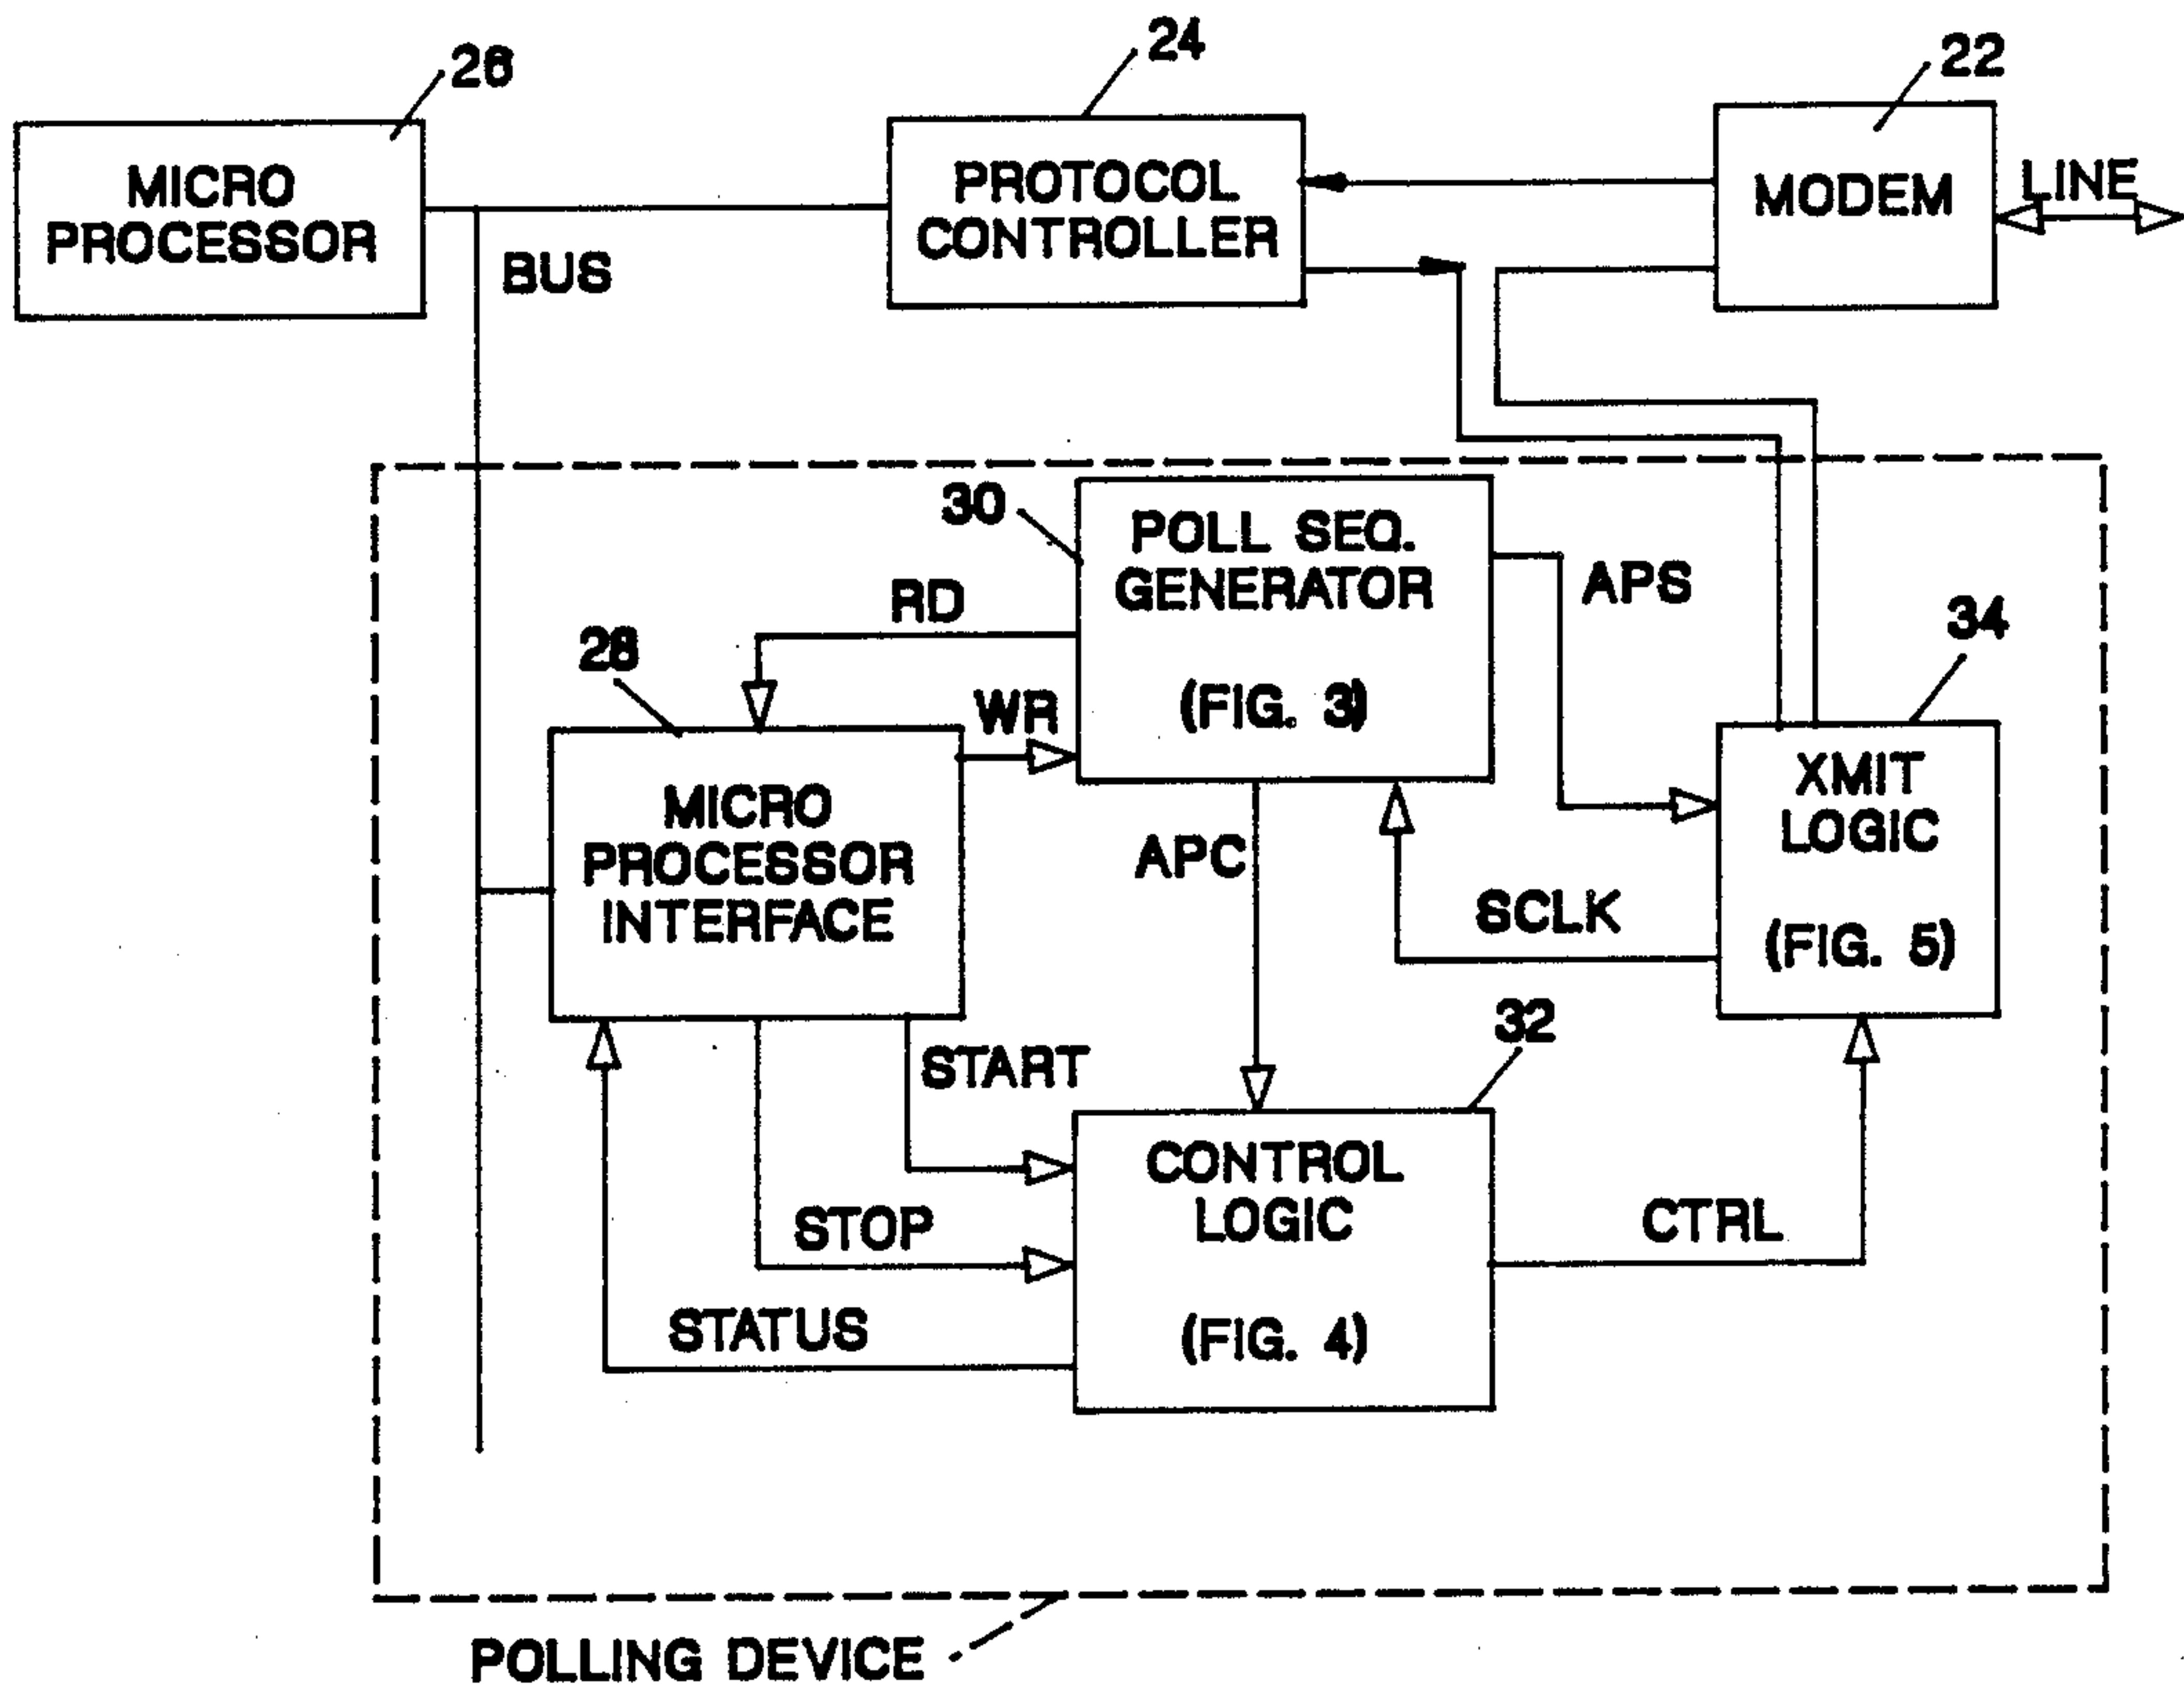 26
24
22
MICRO
PROCESSOR
PROTOCOL
CONTROLLER
MODEM
LINE
BUS
30
POLL SEQ.
GENERATOR
(FIG. 3)
APS
34
RD
28
WR
MICRO
PROCESSOR
INTERFACE
APC
SCLK
XMIT
LOGIC
(FIG. 5)
32
START
STOP
STATUS
CONTROL
LOGIC
(FIG. 4)
CTRL
POLLING DEVICE